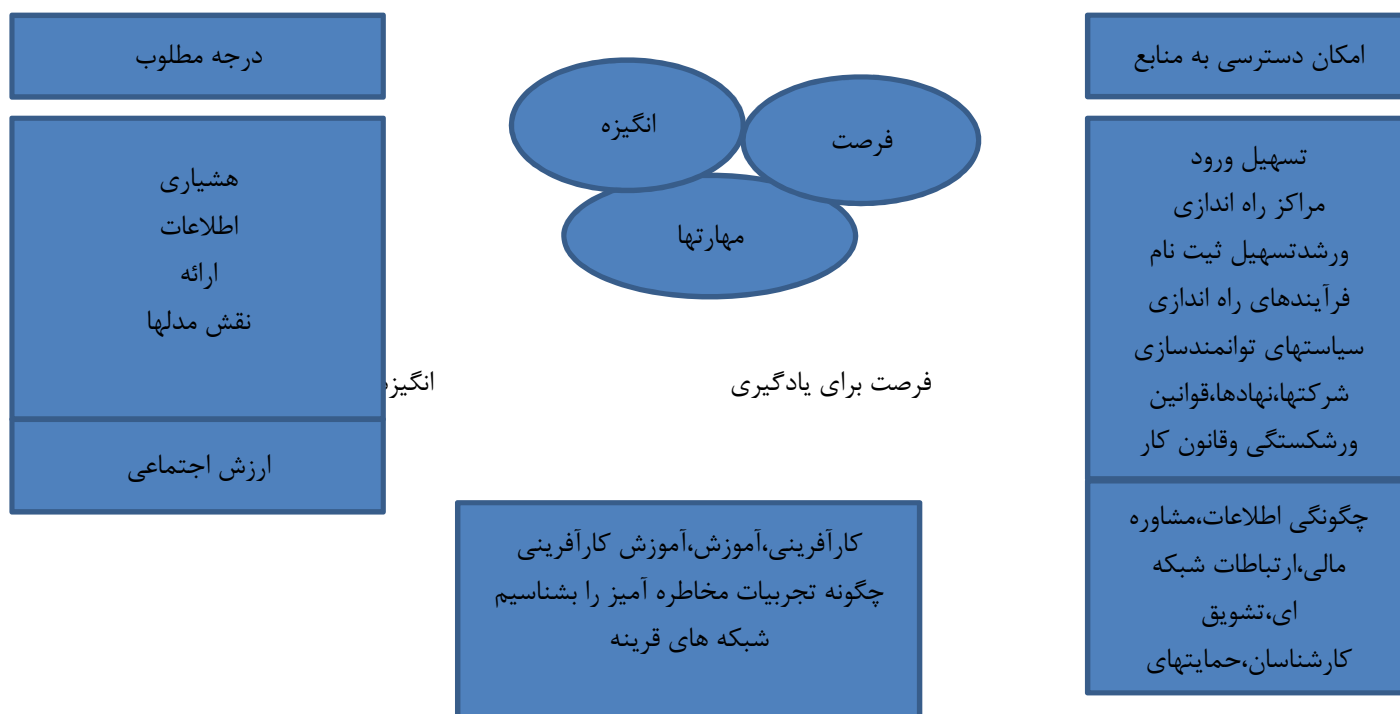 امکان دسترسی به منابع
تسهیل ورود
مراکز راه اندازی
ورشدتسهیل ثبت نام
فرآیندهای راه اندازی
سیاستهای توانمندسازی
شرکتها،نهادها،قوانین
ورشکستگی وقانون کار
چگونگی اطلاعات،مشاوره
مالی،ارتباطات شبکه
ای،تشویق
کارشناسان،حمایتهای
فرصت
انگیزه
مهارتها
فرصت برای یادگیری
انگیزه
کارآفرینی،آموزش،آموزش کارآفرینی
چگونه تجربیات مخاطره آمیز را بشناسیم
شبکه های قرینه
درجه مطلوب
هشیاری
اطلاعات
ارائه
نقش مدلها
ارزش اجتماعی